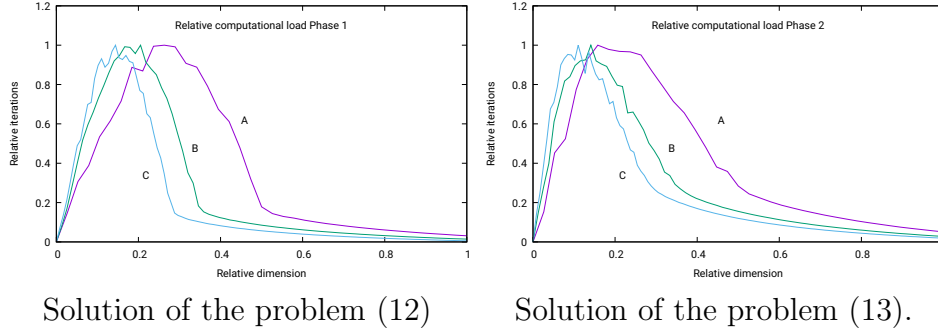 Relative computational load Phase 1
Relative iterations
1.2
1
0.8
0.6
0.4
0.2
0
A
B
C
0 0.2 0.4 0.6 0.8 1
Relative dimension
Solution of the problem (12)
Relative computational load Phase 2
Relative iterations
1.2
1
0.8
0.6
0.4
0.2
0
A
B
C
0 0.2 0.4 0.6 0.8
Relative dimension
Solution of the problem (13).